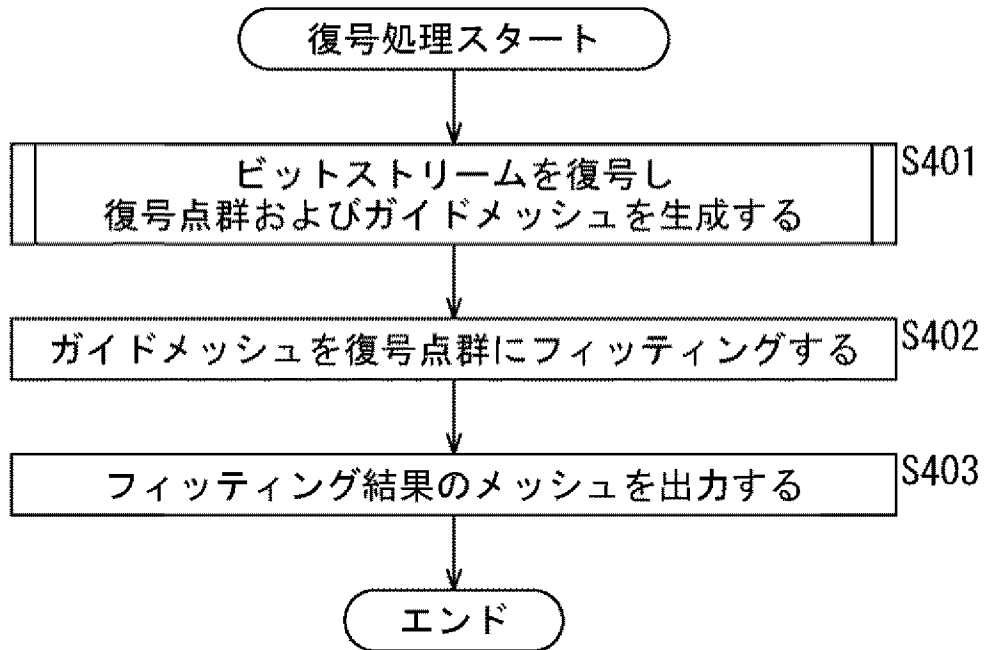 復号処理スタート
ビットストリームを復号し
復号点群およびガイドメッシュを生成する
S401
ガイドメッシュを復号点群にフィッティングする
S402
フィッティング結果のメッシュを出力する
S403
エンド